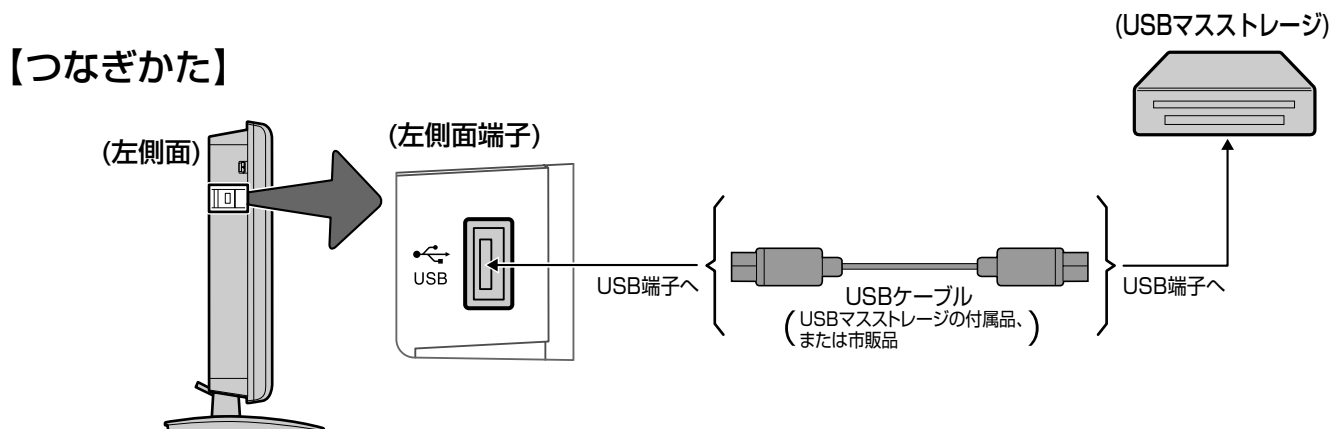 (USBマスストレージ)
【つなぎかた】
(左側面)
(左側面端子)
USB
USB端子へ
USBケーブル
(USBマスストレージの付属品、
または市販品)
USB端子へ